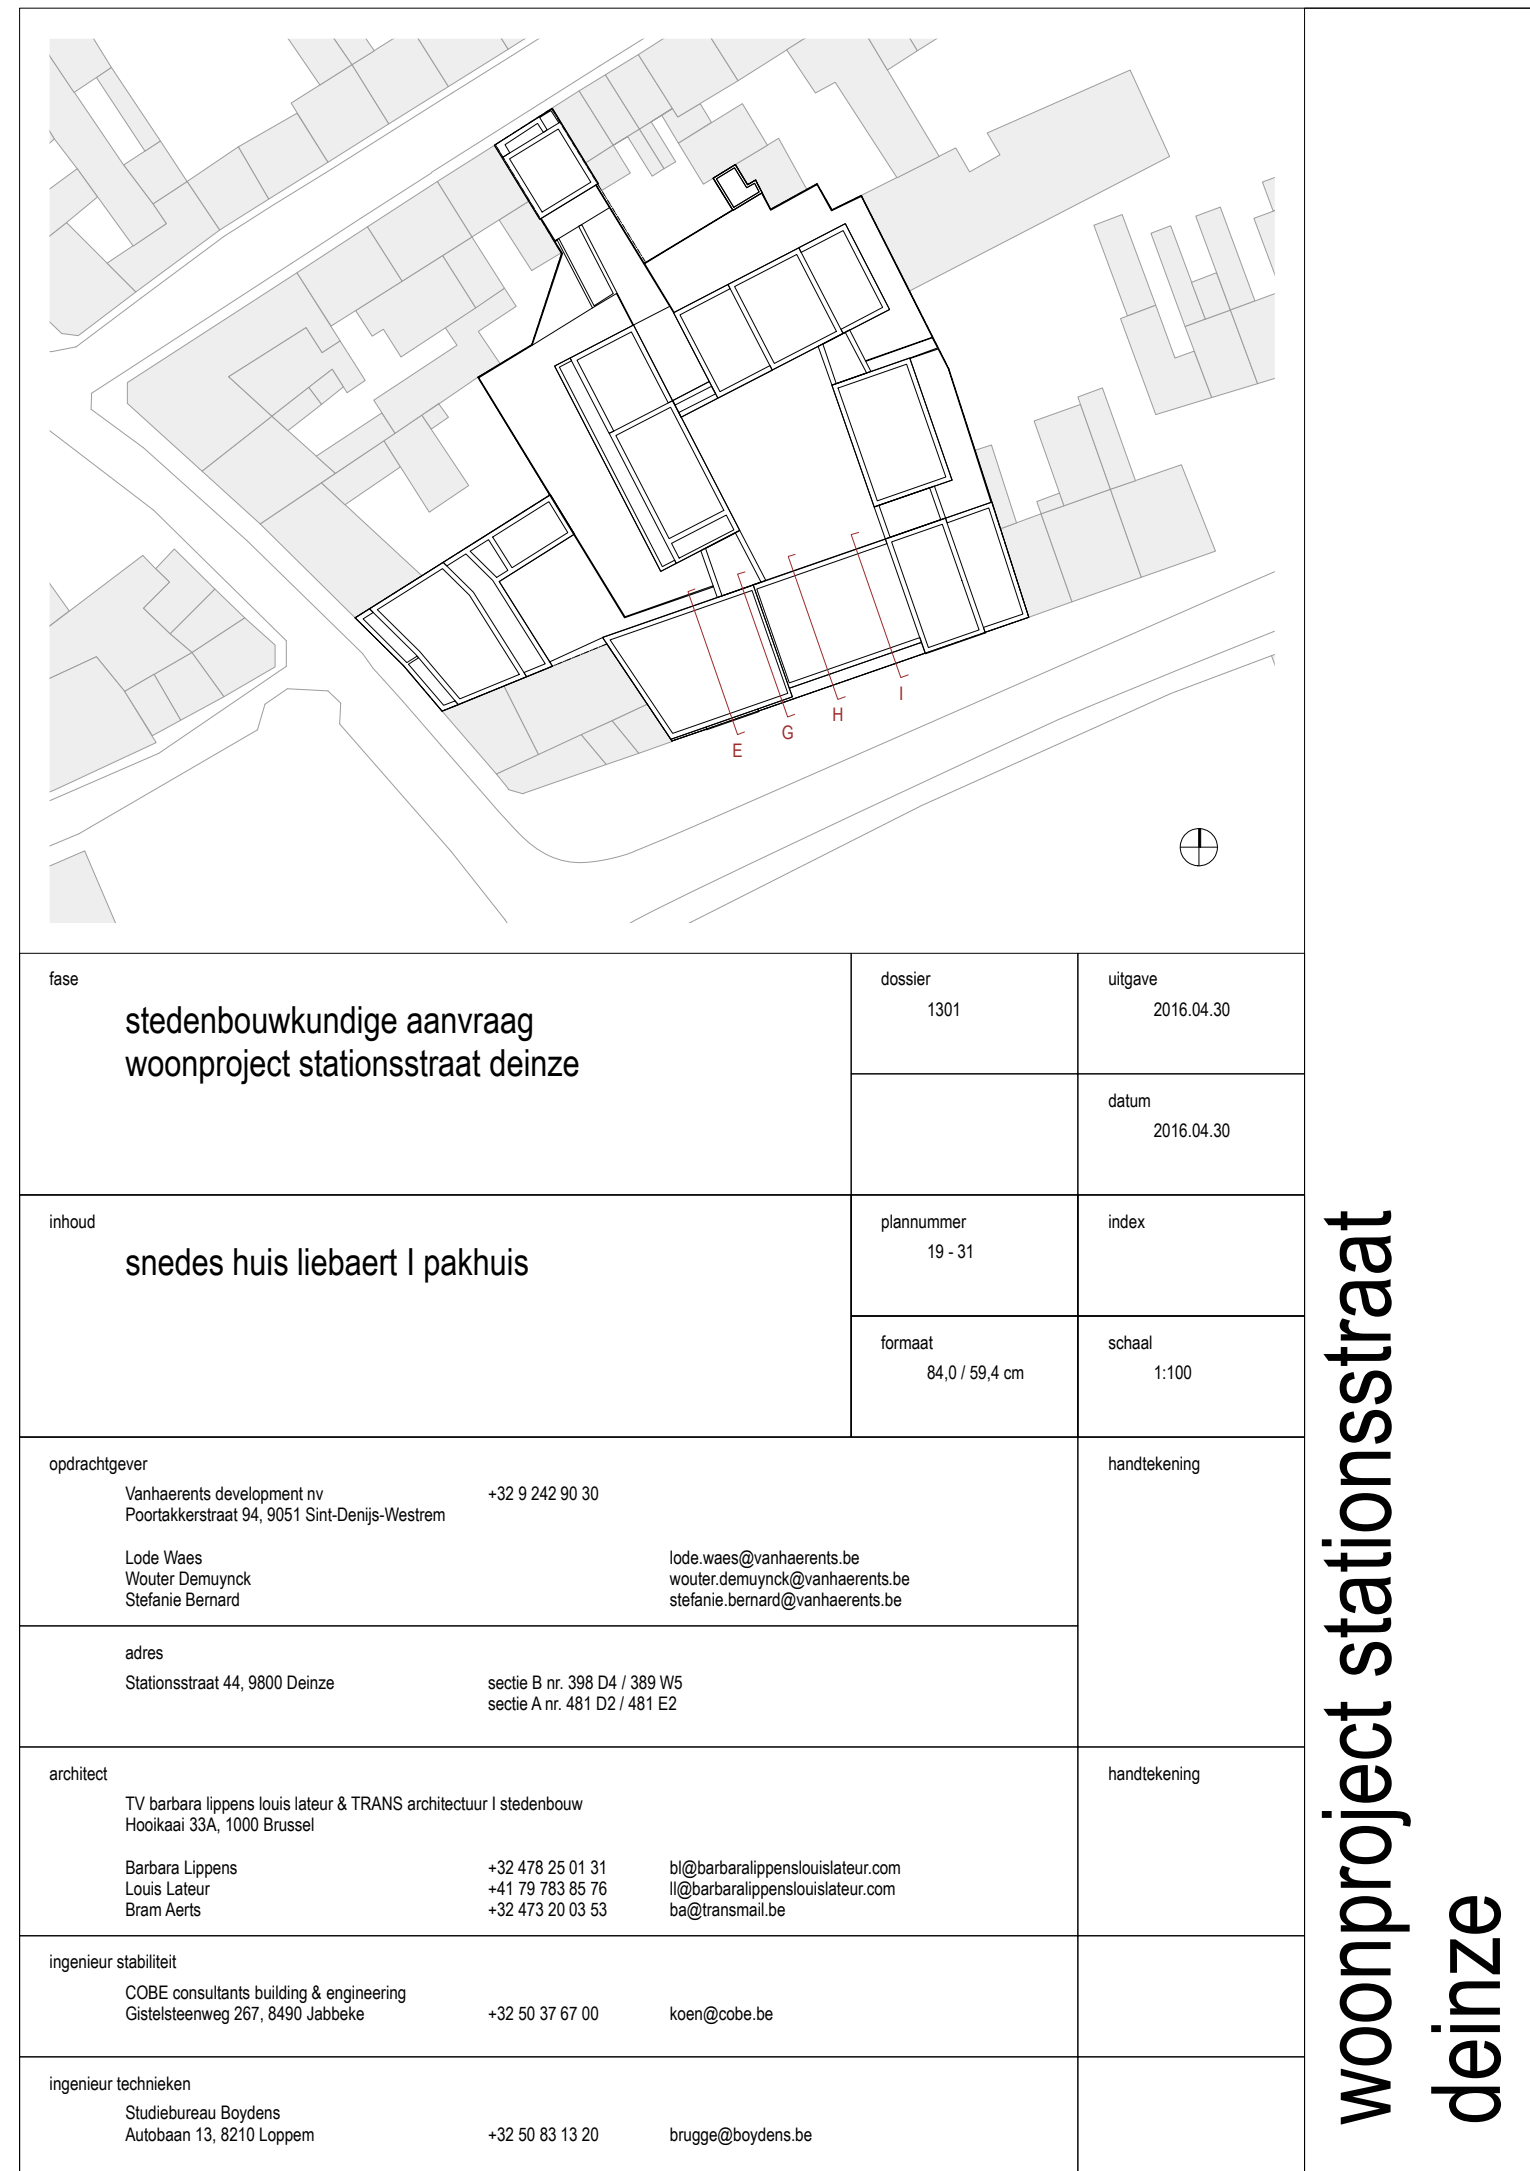 E
G
H
I
fase
stedenbouwkundige aanvraag
woonproject stationsstraat deinze
dossier
1301
uitgave
2016.04.30
datum
2016.04.30
inhoud
snedes huis liebaert I pakhuis
plannummer
19 - 31
index
formaat
84,0 / 59,4 cm
schaal
1:100
opdrachtgever
Vanhaerents development nv +32 9 242 90 30
Poortakkerstraat 94, 9051 Sint-Denijs-Westrem
Lode Waes lode.waes@vanhaerents.be
Wouter Demuynck wouter.demuynck@vanhaerents.be
Stefanie Bernard stefanie.bernard@vanhaerents.be
handtekening
adres
Stationsstraat 44, 9800 Deinze sectie B nr. 398 D4 / 389 W5
sectie A nr. 481 D2 / 481 E2
architect
TV barbara lippens louis lateur & TRANS architectuur I stedenbouw
Hooikaai 33A, 1000 Brussel
Barbara Lippens +32 478 25 01 31 bl@barbaralippenslouislateur.com
Louis Lateur +41 79 783 85 76 ll@barbaralippenslouislateur.com
Bram Aerts +32 473 20 03 53 ba@transmail.be
handtekening
ingenieur stabiliteit
COBE consultants building & engineering
Gistelsteenweg 267, 8490 Jabbeke +32 50 37 67 00 koen@cobe.be
ingenieur technieken
Studiebureau Boydens
Autobaan 13, 8210 Loppem +32 50 83 13 20 brugge@boydens.be
woonproject stationsstraat
deinze